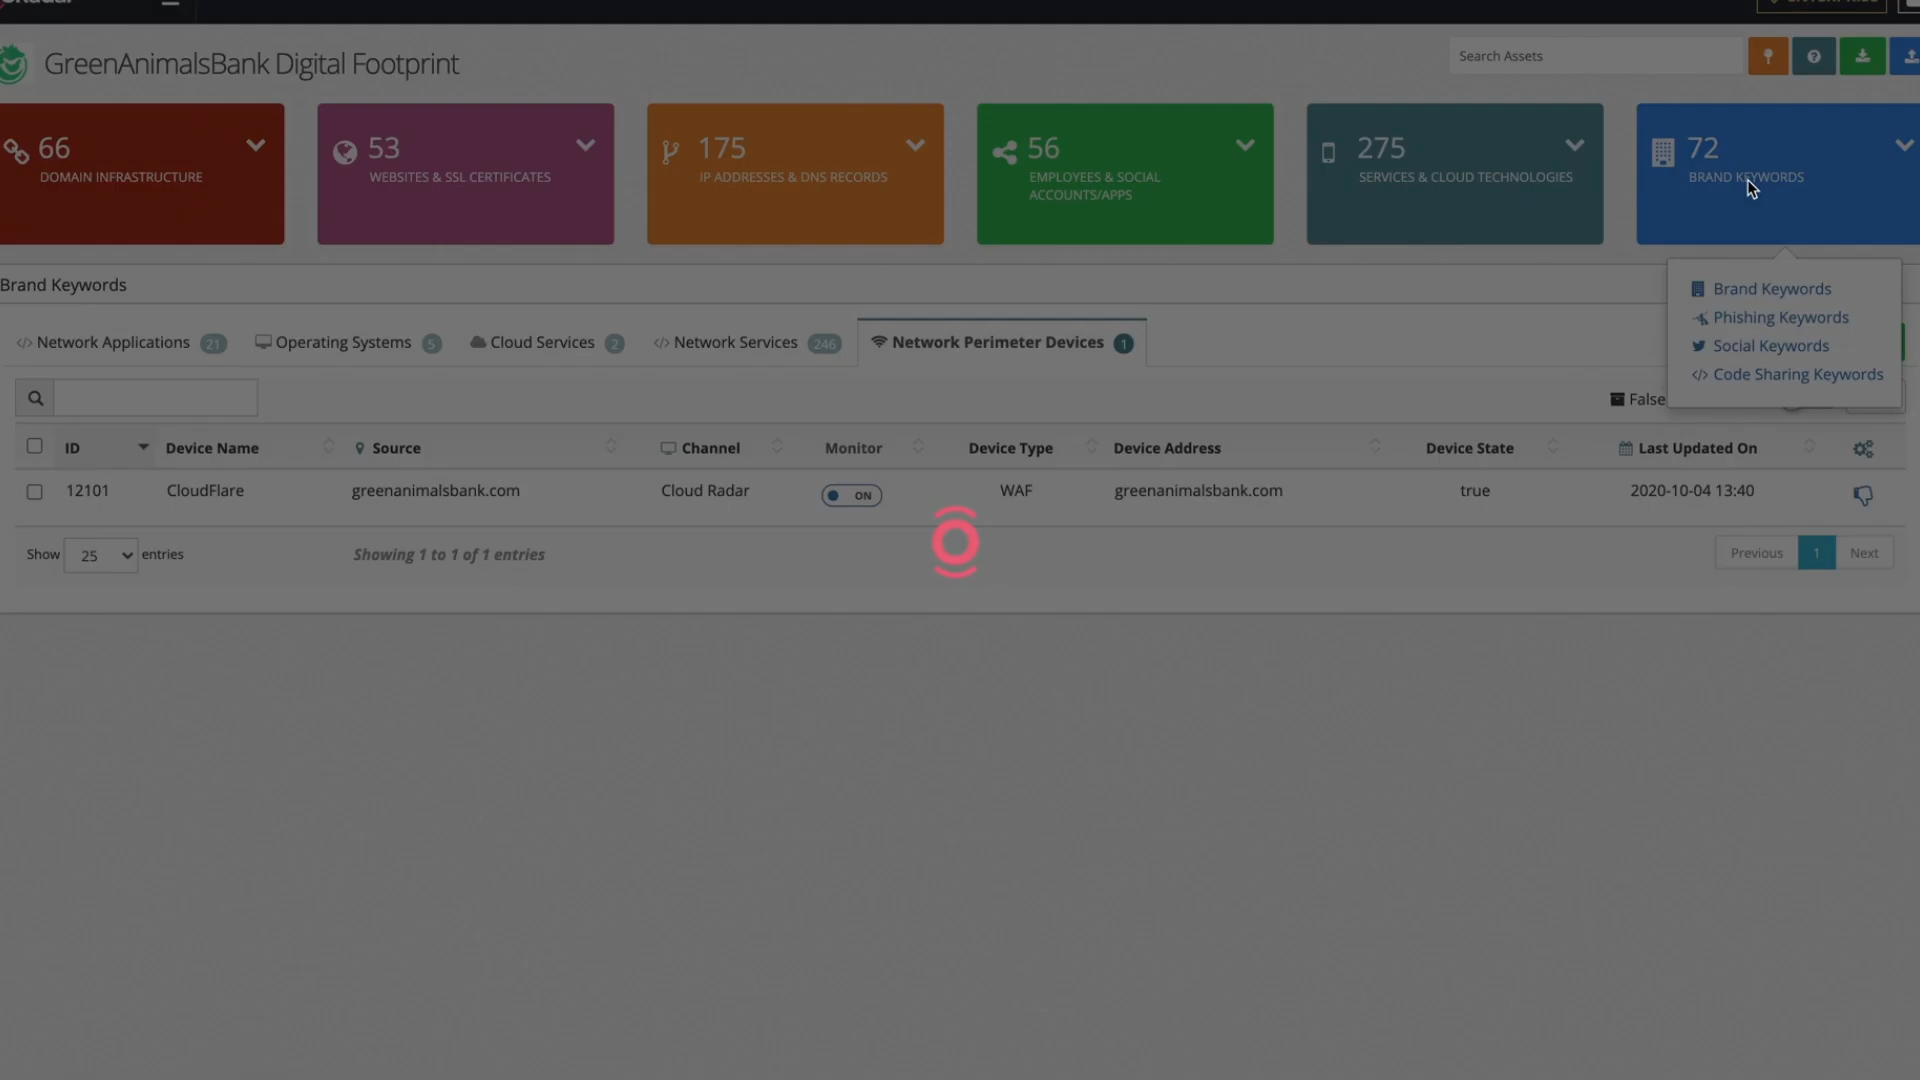 GreenAnimalsBank Digital Footprint
Search Assets
66
DOMAIN INFRASTRUCTURE
53
WEBSITES & SSL CERTIFICATES
175
IP ADDRESSES & DNS RECORDS
56
EMPLOYEES & SOCIAL
ACCOUNTS/APPS
275
SERVICES & CLOUD TECHNOLOGIES
72
BRAND KEYWORDS
Brand Keywords
Brand Keywords
Phishing Keywords
Social Keywords
Code Sharing Keywords
Network Applications 21
Operating Systems 5
Cloud Services 2
Network Services 246
Network Perimeter Devices 1
False
ID Device Name Source Channel Monitor Device Type Device Address Device State Last Updated On
12101 CloudFlare greenanimalsbank.com Cloud Radar ON WAF greenanimalsbank.com true 2020-10-04 13:40
Show 25 entries Showing 1 to 1 of 1 entries Previous 1 Next